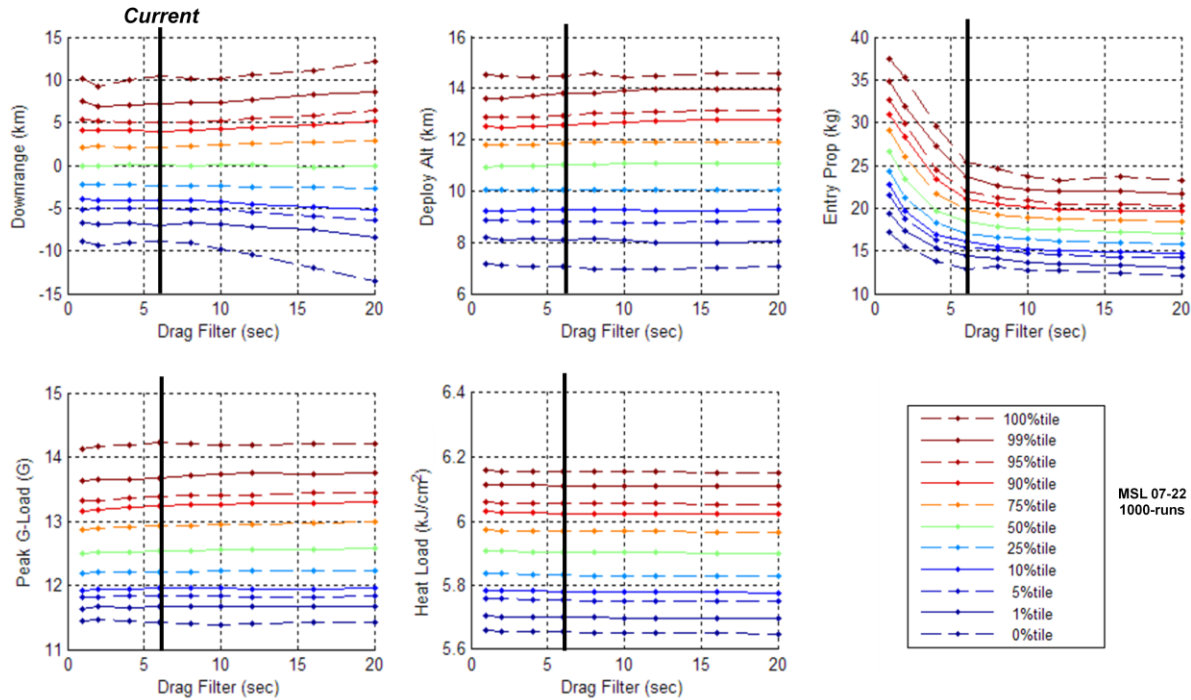 Current
Downrange (km)
15
10
5
0
-5
-10
-15
0 5 10 15 20
Drag Filter (sec)
Deploy Alt (km)
16
14
12
10
8
6
0 5 10 15 20
Drag Filter (sec)
Entry Prop (kg)
40
35
30
25
20
15
10
0 5 10 15 20
Drag Filter (sec)
Peak G-Load (G)
15
14
13
12
11
0 5 10 15 20
Drag Filter (sec)
Heat Load (kJ/cm²)
6.4
6.2
6
5.8
5.6
0 5 10 15 20
Drag Filter (sec)
100%tile
99%tile
95%tile
90%tile
75%tile
50%tile
25%tile
10%tile
5%tile
1%tile
0%tile
MSL 07-22
1000-runs